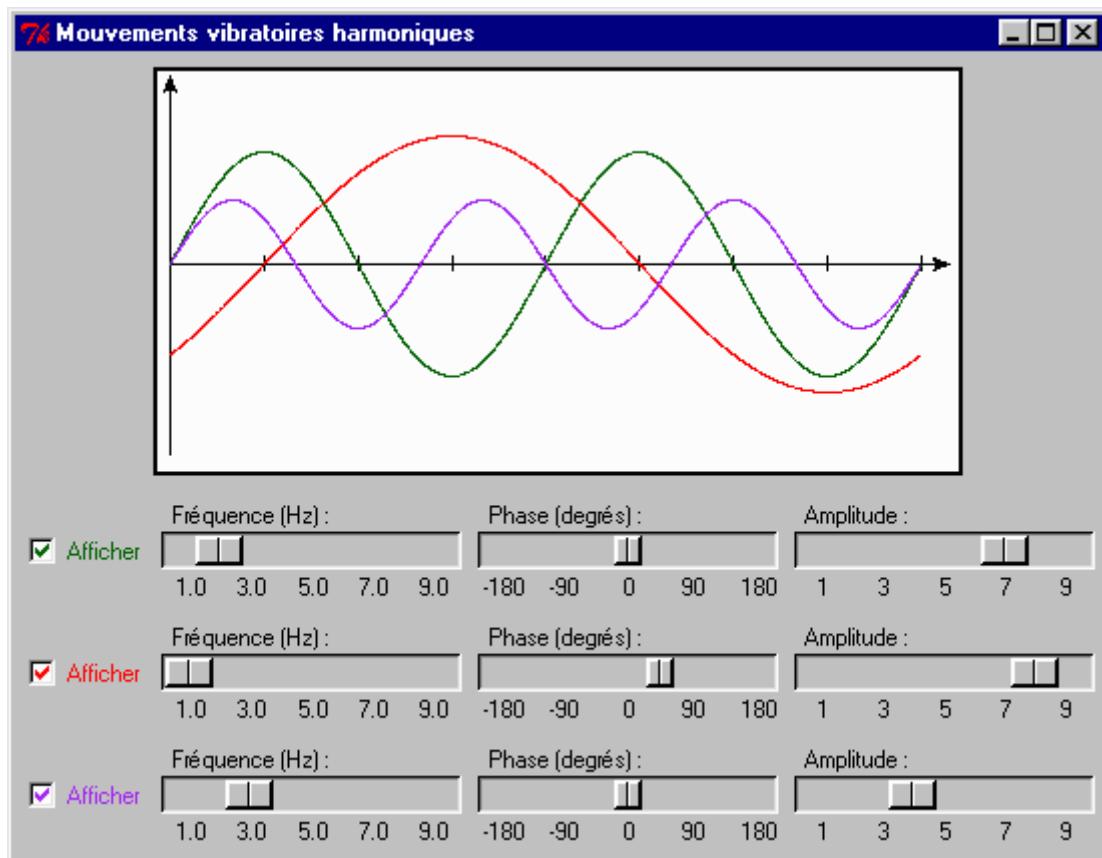 Mouvements vibratoires harmoniques
Fréquence (Hz) : Phase (degrés) : Amplitude :
Afficher
1.0 3.0 5.0 7.0 9.0 -180 -90 0 90 180 1 3 5 7 9
Fréquence (Hz) : Phase (degrés) : Amplitude :
Afficher
1.0 3.0 5.0 7.0 9.0 -180 -90 0 90 180 1 3 5 7 9
Fréquence (Hz) : Phase (degrés) : Amplitude :
Afficher
1.0 3.0 5.0 7.0 9.0 -180 -90 0 90 180 1 3 5 7 9